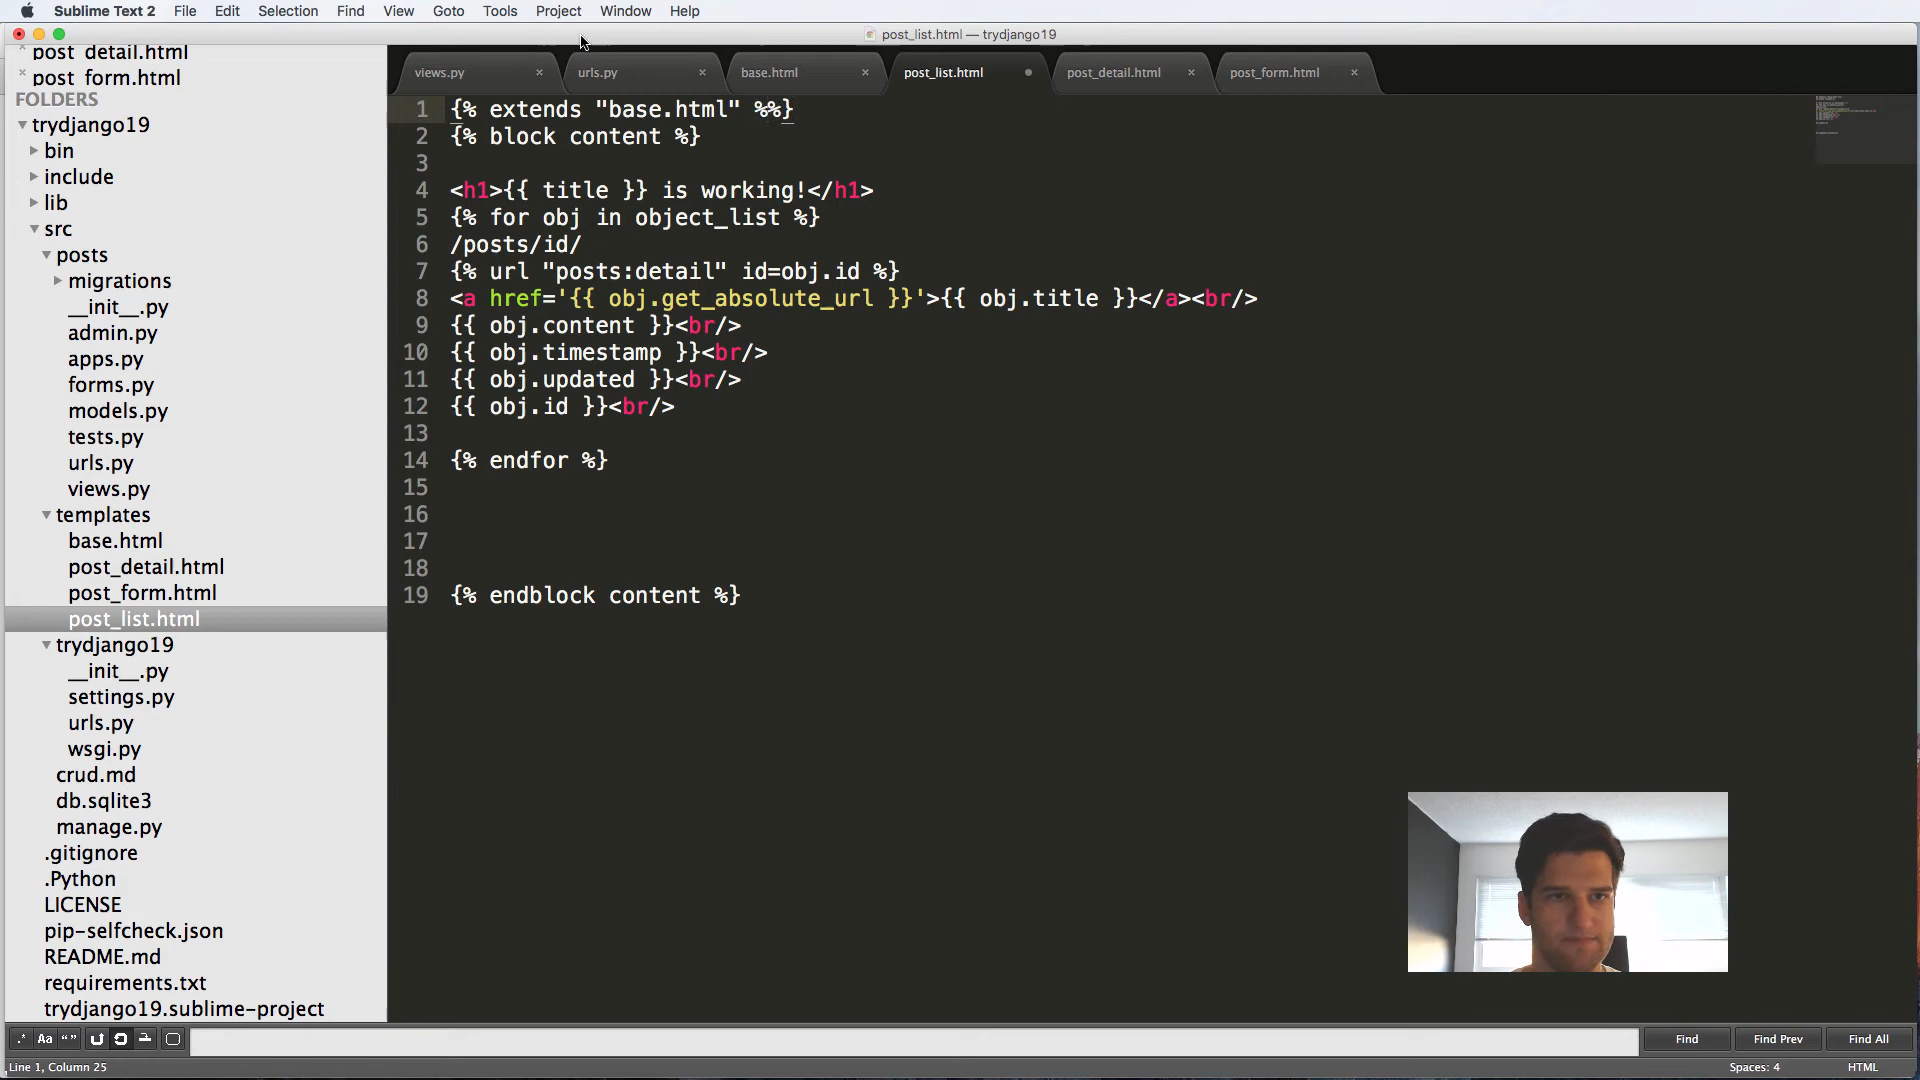 Sublime Text 2 File Edit Selection Find View Goto Tools Project Window Help
post_list.html — trydjango19
post_detail.html
× post_form.html
FOLDERS
trydjango19
bin
include
lib
src
posts
migrations
__init__.py
admin.py
apps.py
forms.py
models.py
tests.py
urls.py
views.py
templates
base.html
post_detail.html
post_form.html
post_list.html
trydjango19
__init__.py
settings.py
urls.py
wsgi.py
crud.md
db.sqlite3
manage.py
.gitignore
.Python
LICENSE
pip-selfcheck.json
README.md
requirements.txt
trydjango19.sublime-project
views.py × urls.py × base.html × post_list.html post_detail.html × post_form.html ×
1 {% extends "base.html" %%}
2 {% block content %}
3
4 <h1>{{ title }} is working!</h1>
5 {% for obj in object_list %}
6 /posts/id/
7 {% url "posts:detail" id=obj.id %}
8 <a href='{{ obj.get_absolute_url }}'>{{ obj.title }}</a><br/>
9 {{ obj.content }}<br/>
10 {{ obj.timestamp }}<br/>
11 {{ obj.updated }}<br/>
12 {{ obj.id }}<br/>
13
14 {% endfor %}
15
16
17
18
19 {% endblock content %}
.* Aa “” Find Find Prev Find All
Line 1, Column 25 Spaces: 4 HTML